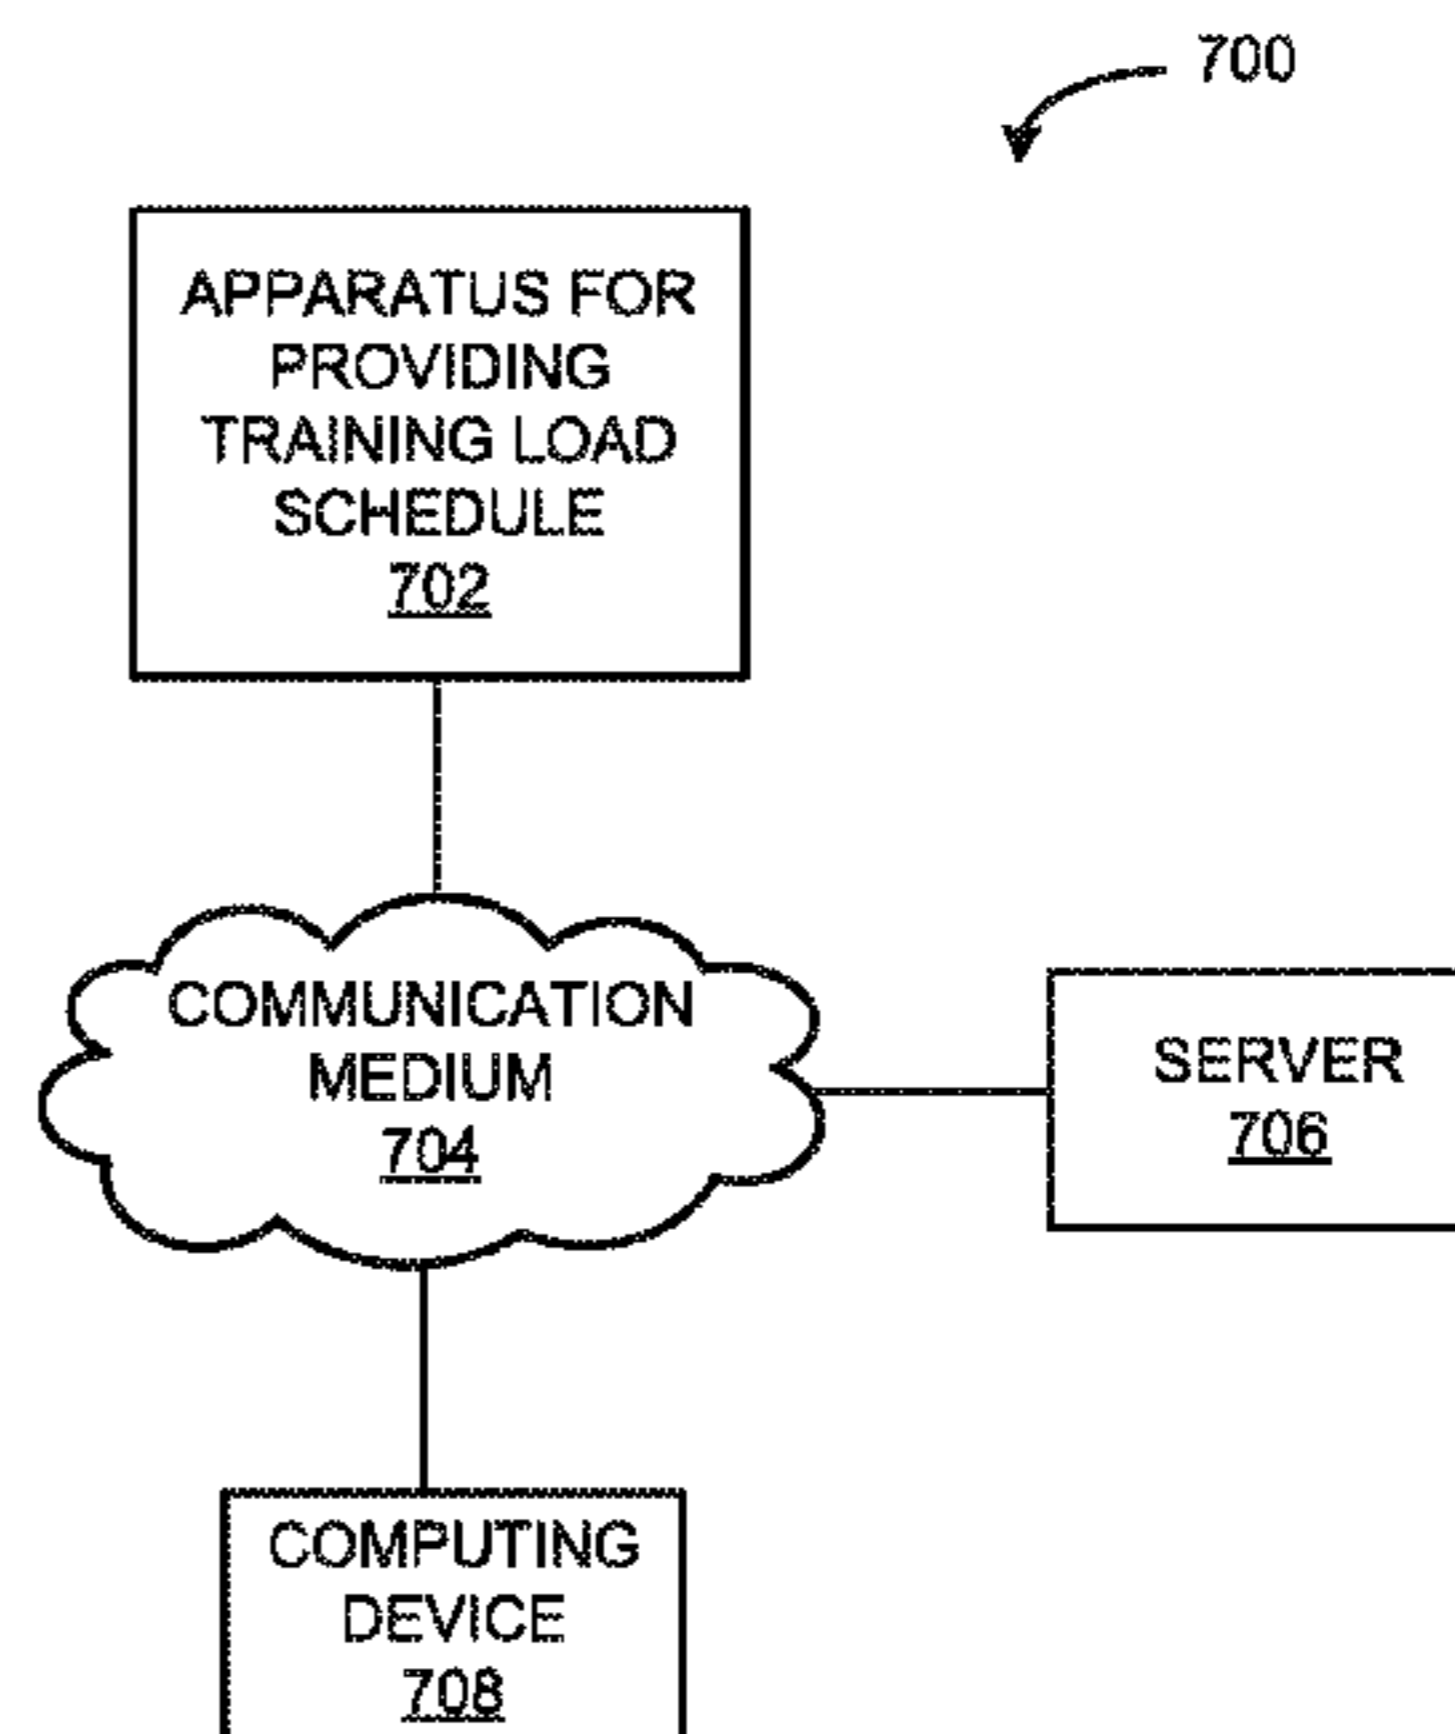 700
APPARATUS FOR
PROVIDING
TRAINING LOAD
SCHEDULE
702
COMMUNICATION
MEDIUM
704
SERVER
706
COMPUTING
DEVICE
708